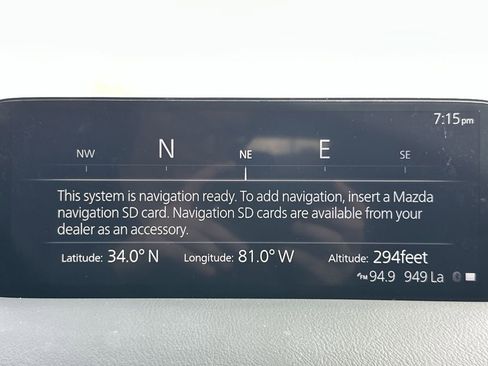 7:15pm
NW N NE E SE
This system is navigation ready. To add navigation, insert a Mazda
navigation SD card. Navigation SD cards are available from your
dealer as an accessory.
Latitude: 34.0° N Longitude: 81.0° W Altitude: 294feet
FM 94.9 949 La